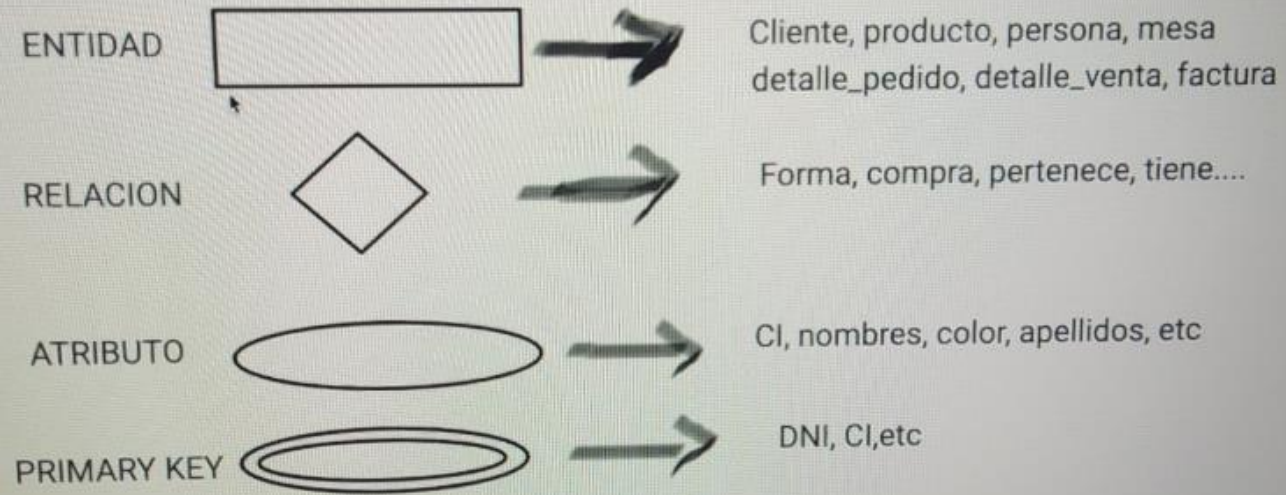 ENTIDAD
Cliente, producto, persona, mesa
detalle_pedido, detalle_venta, factura
RELACION
Forma, compra, pertenece, tiene....
ATRIBUTO
CI, nombres, color, apellidos, etc
PRIMARY KEY
DNI, CI,etc